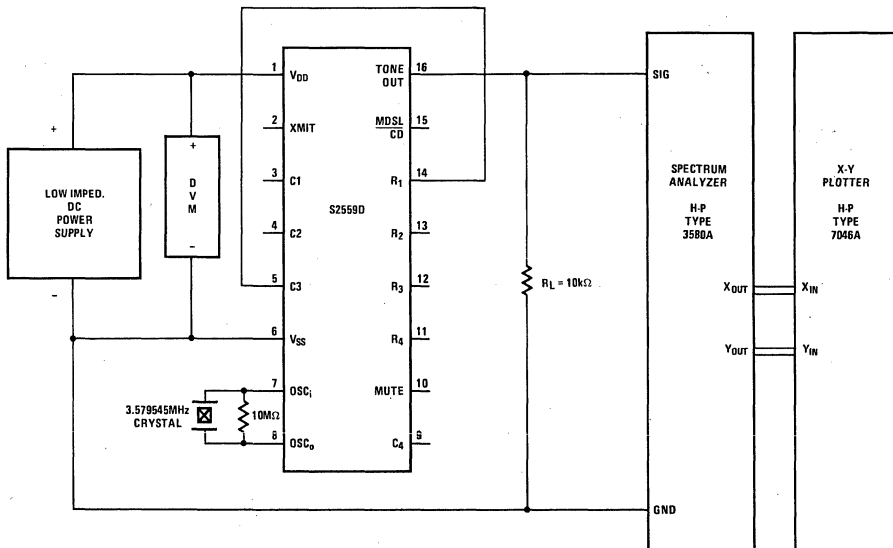 +
LOW IMPED.
DC
POWER
SUPPLY
–
+
D
V
M
–
1
2
3
4
5
6
7
8
VDD
XMIT
C1
C2
C3
VSS
OSCi
OSCo
S2559D
TONE
OUT
MDSL
CD
R1
R2
R3
R4
MUTE
C4
16
15
14
13
12
11
10
9
3.579545MHz
CRYSTAL
10MΩ
RL = 10kΩ
SIG
SPECTRUM
ANALYZER
H-P
TYPE
3580A
XOUT
YOUT
GND
X-Y
PLOTTER
H-P
TYPE
7046A
XIN
YIN